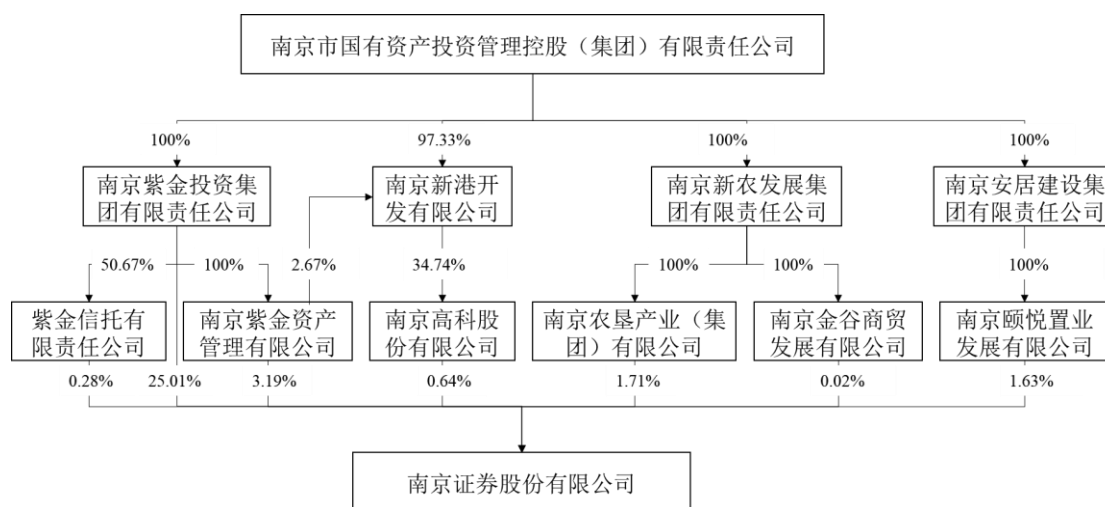 南京市国有资产投资管理控股（集团）有限责任公司
100%
97.33%
100%
100%
南京紫金投资集
团有限责任公司
南京新港开
发有限公司
南京新农发展集
团有限责任公司
南京安居建设集
团有限责任公司
50.67%
100%
2.67%
34.74%
100%
100%
100%
紫金信托有
限责任公司
南京紫金资产
管理有限公司
南京高科股
份有限公司
南京农垦产业（集
团）有限公司
南京金谷商贸
发展有限公司
南京颐悦置业
发展有限公司
0.28%
25.01%
3.19%
0.64%
1.71%
0.02%
1.63%
南京证券股份有限公司